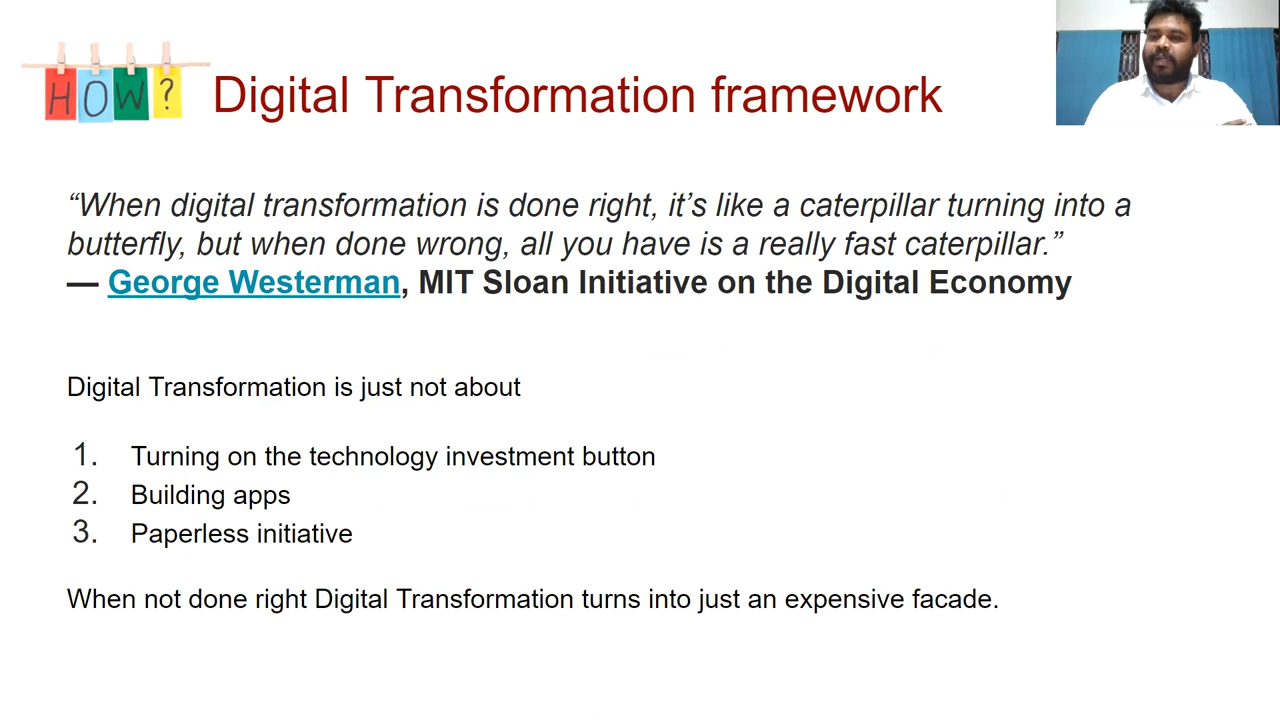 HOW?
Digital Transformation framework
“When digital transformation is done right, it’s like a caterpillar turning into a
butterfly, but when done wrong, all you have is a really fast caterpillar.”
— George Westerman, MIT Sloan Initiative on the Digital Economy
Digital Transformation is just not about
1. Turning on the technology investment button
2. Building apps
3. Paperless initiative
When not done right Digital Transformation turns into just an expensive facade.